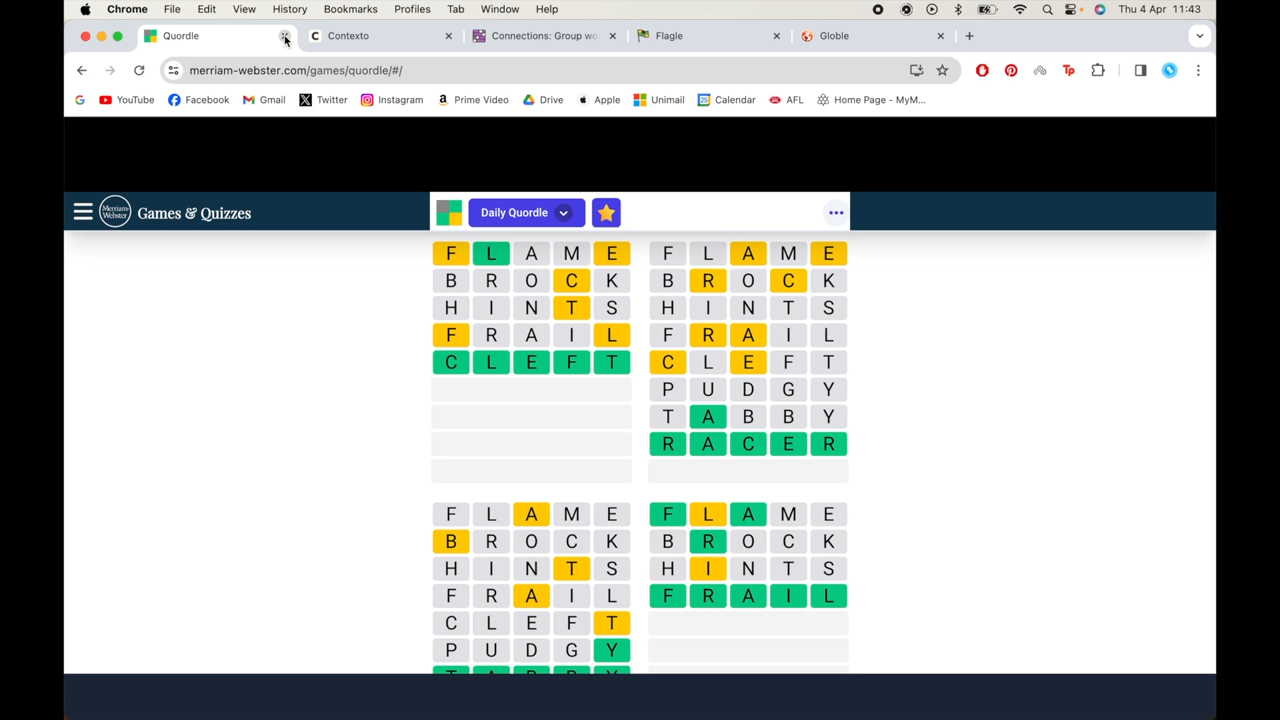 Chrome File Edit View History Bookmarks Profiles Tab Window Help Thu 4 Apr 11:43
Quordle Contexto Connections: Group wo Flagle Globle
merriam-webster.com/games/quordle/#/
YouTube Facebook Gmail Twitter Instagram Prime Video Drive Apple Unimail Calendar AFL Home Page - MyM...
Merriam-Webster Games & Quizzes Daily Quordle
F L A M E
B R O C K
H I N T S
F R A I L
C L E F T
F L A M E
B R O C K
H I N T S
F R A I L
C L E F T
P U D G Y
T A B B Y
R A C E R
F L A M E
B R O C K
H I N T S
F R A I L
C L E F T
P U D G Y
T A B B Y
F L A M E
B R O C K
H I N T S
F R A I L